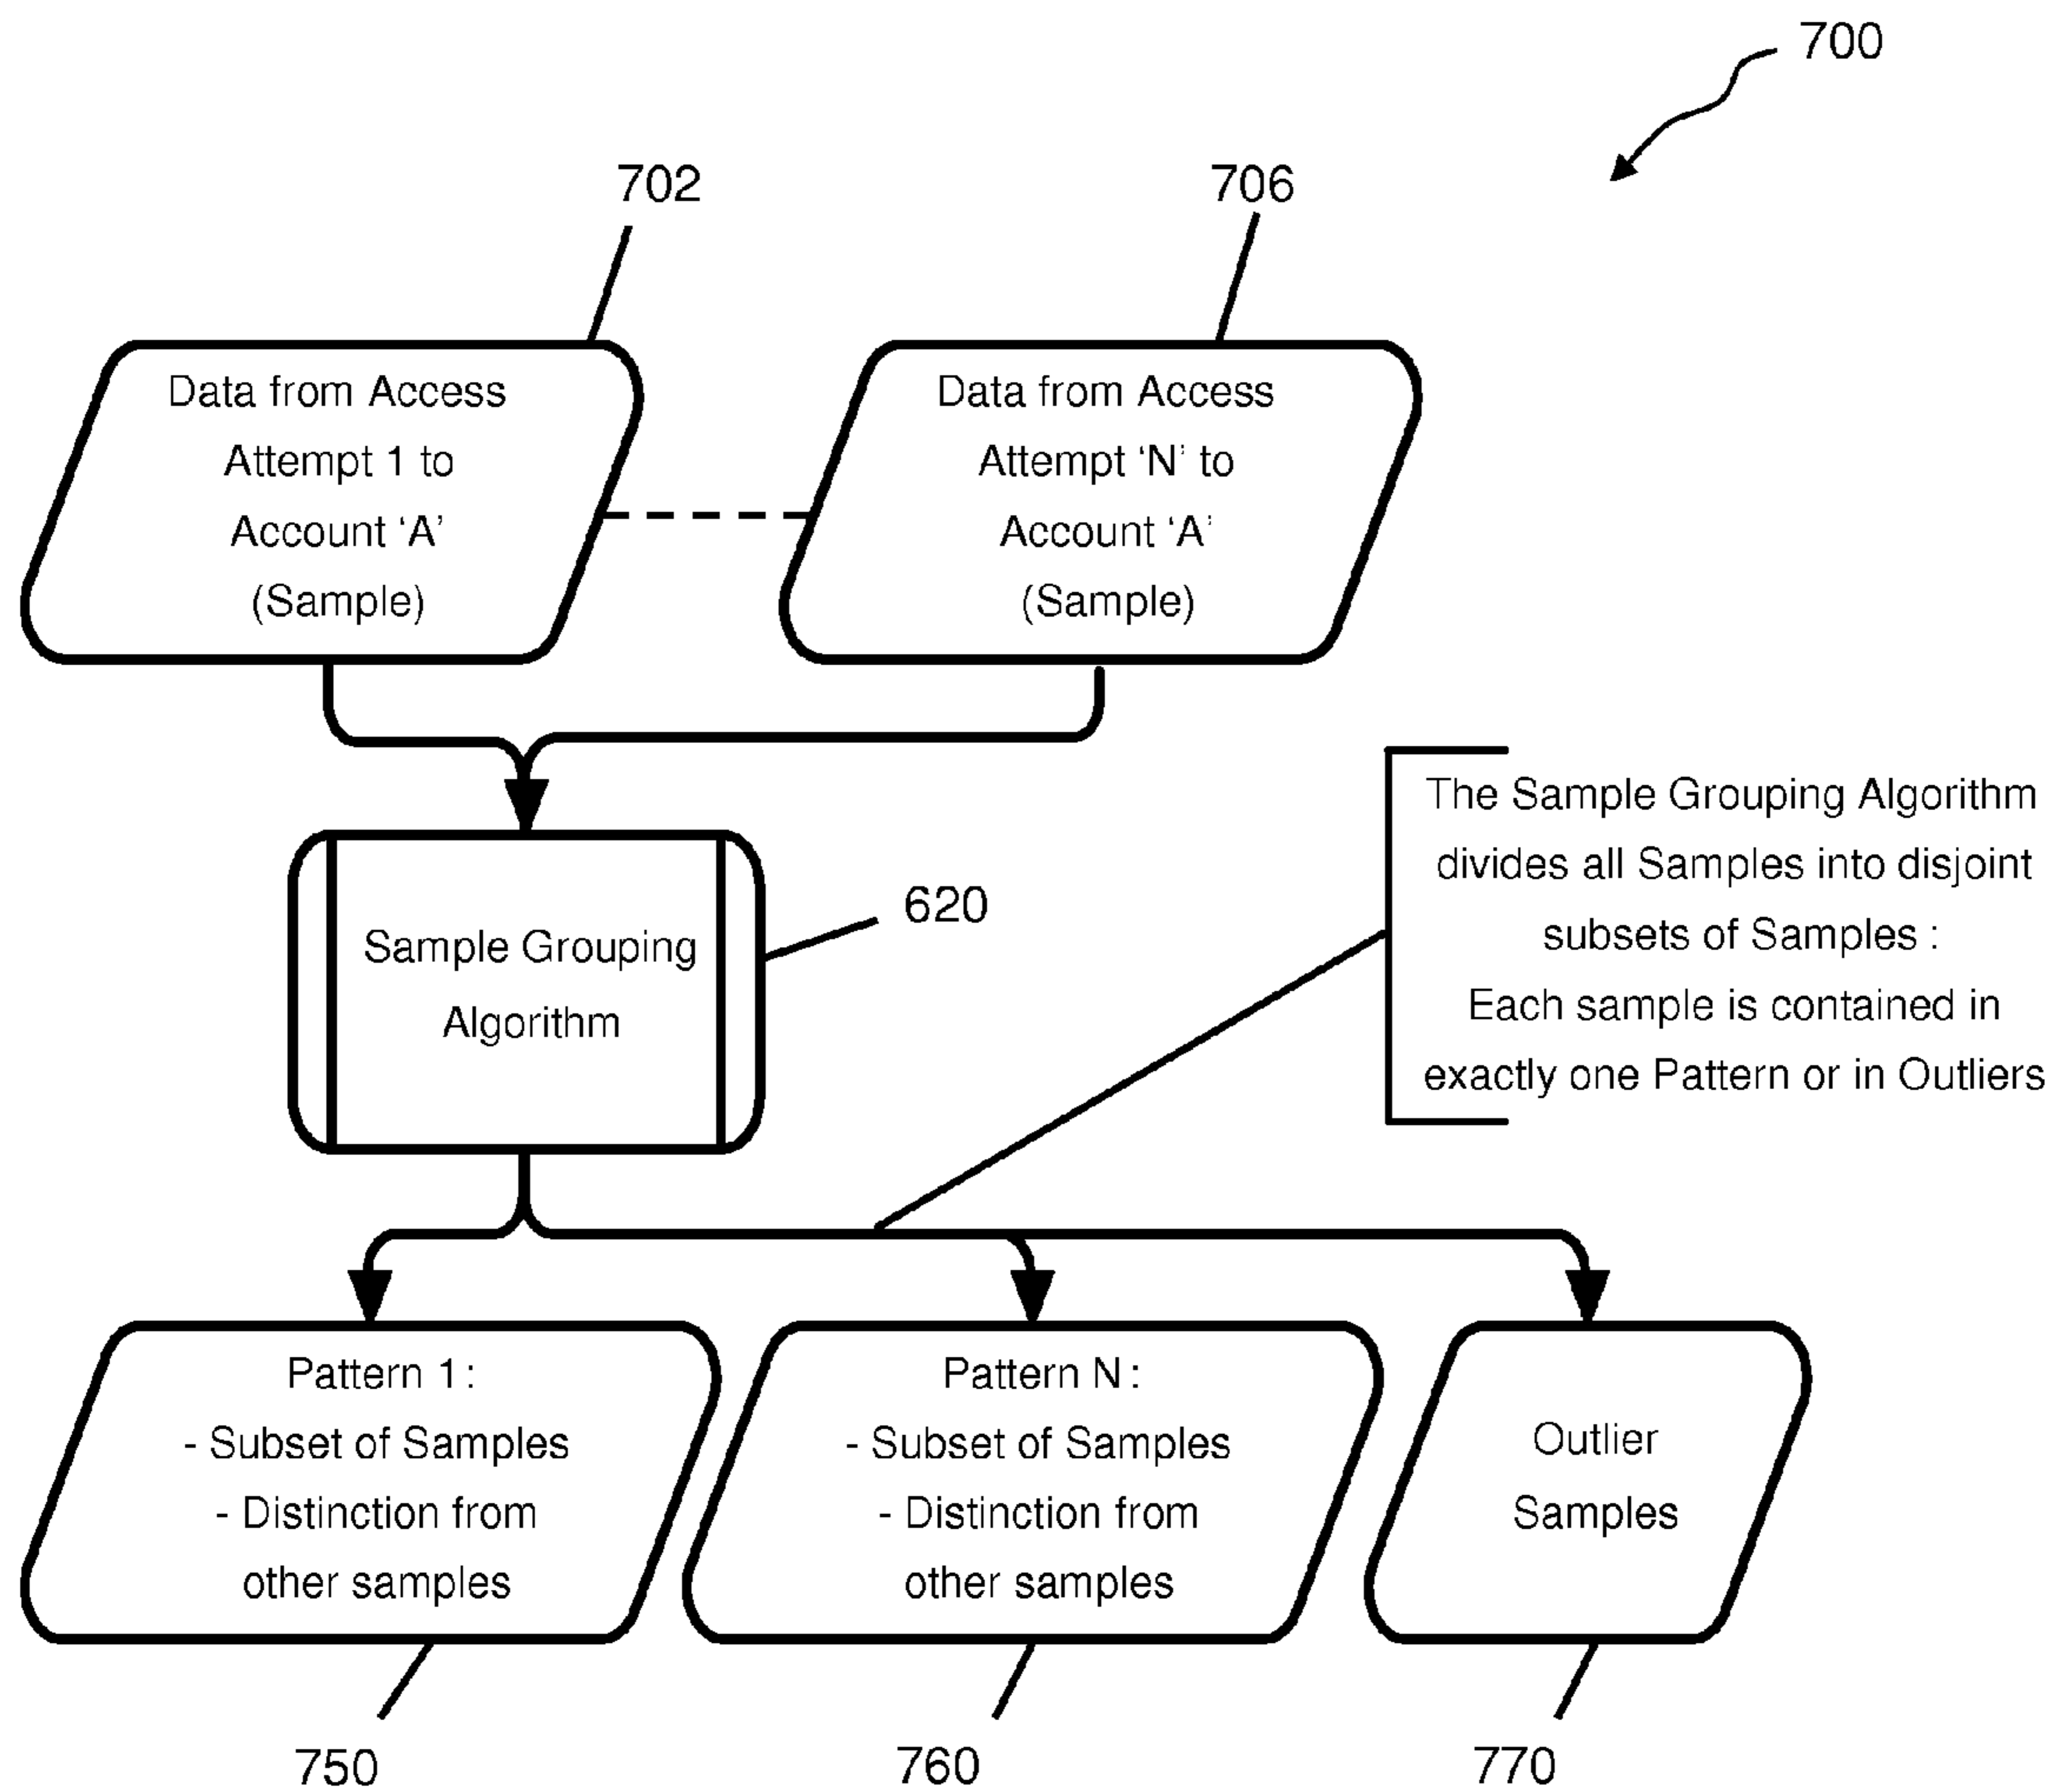 700
702
706
Data from Access
Attempt 1 to
Account ‘A’
(Sample)
Data from Access
Attempt ‘N’ to
Account ‘A’
(Sample)
The Sample Grouping Algorithm
divides all Samples into disjoint
subsets of Samples :
Each sample is contained in
exactly one Pattern or in Outliers
620
Sample Grouping
Algorithm
Pattern 1 :
- Subset of Samples
- Distinction from
other samples
Pattern N :
- Subset of Samples
- Distinction from
other samples
Outlier
Samples
750
760
770